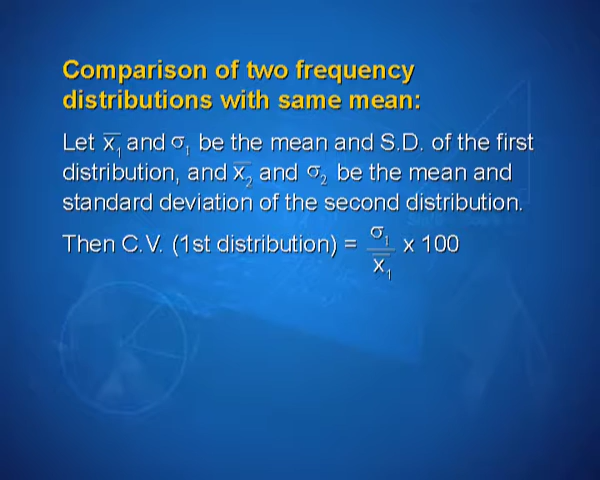 Comparison of two frequency
distributions with same mean:
Let x̅₁ and σ₁ be the mean and S.D. of the first
distribution, and x̅₂ and σ₂ be the mean and
standard deviation of the second distribution.
Then C.V. (1st distribution) = σ₁/x̅₁ x 100